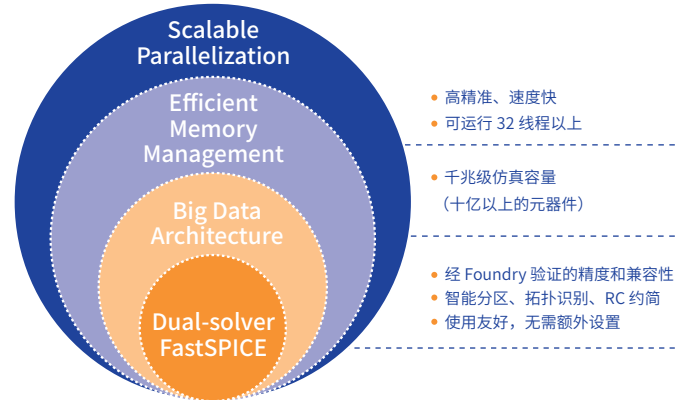 Scalable
Parallelization
Efficient
Memory
Management
Big Data
Architecture
Dual-solver
FastSPICE
• 高精准、速度快
• 可运行 32 线程以上
• 千兆级仿真容量
（十亿以上的元器件）
• 经 Foundry 验证的精度和兼容性
• 智能分区、拓扑识别、RC 约简
• 使用友好，无需额外设置